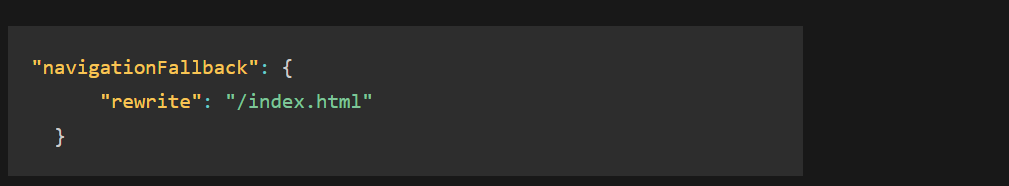 "navigationFallback": {
"rewrite": "/index.html"
}